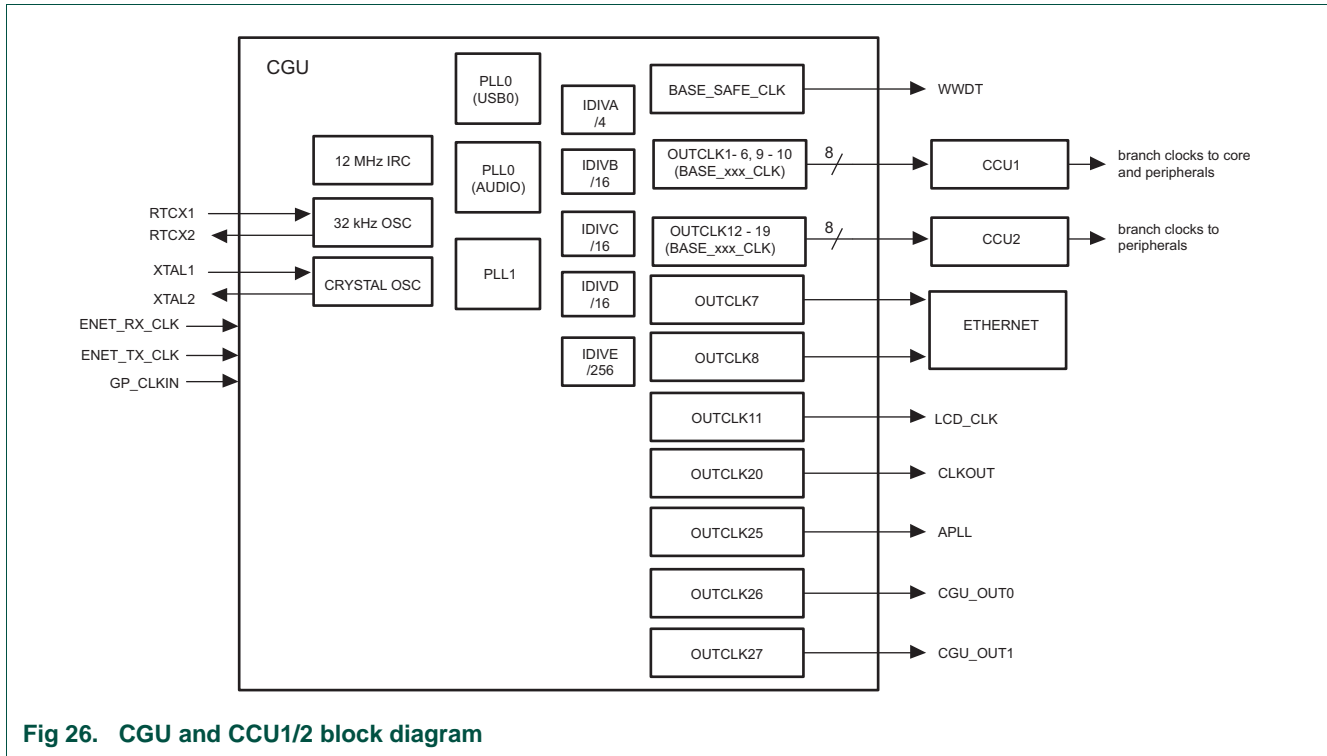 CGU
PLL0
(USB0)
IDIVA
/4
BASE_SAFE_CLK
WWDT
12 MHz IRC
PLL0
(AUDIO)
IDIVB
/16
OUTCLK1- 6, 9 - 10
(BASE_xxx_CLK)
8
CCU1
branch clocks to core
and peripherals
RTCX1
RTCX2
32 kHz OSC
IDIVC
/16
OUTCLK12 - 19
(BASE_xxx_CLK)
8
CCU2
branch clocks to
peripherals
XTAL1
XTAL2
CRYSTAL OSC
PLL1
IDIVD
/16
OUTCLK7
ETHERNET
ENET_RX_CLK
ENET_TX_CLK
GP_CLKIN
IDIVE
/256
OUTCLK8
OUTCLK11
LCD_CLK
OUTCLK20
CLKOUT
OUTCLK25
APLL
OUTCLK26
CGU_OUT0
OUTCLK27
CGU_OUT1
Fig 26. CGU and CCU1/2 block diagram